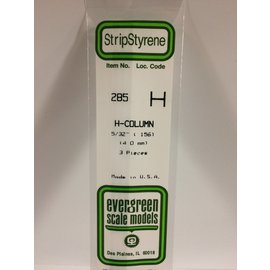 StripStyrene
Item No. Loc. Code
285 H
H-COLUMN
5/32" (.156)
(4.0 mm)
3 Pieces
Made in U.S.A.
evergreen
scale models
Des Plaines, IL 60018